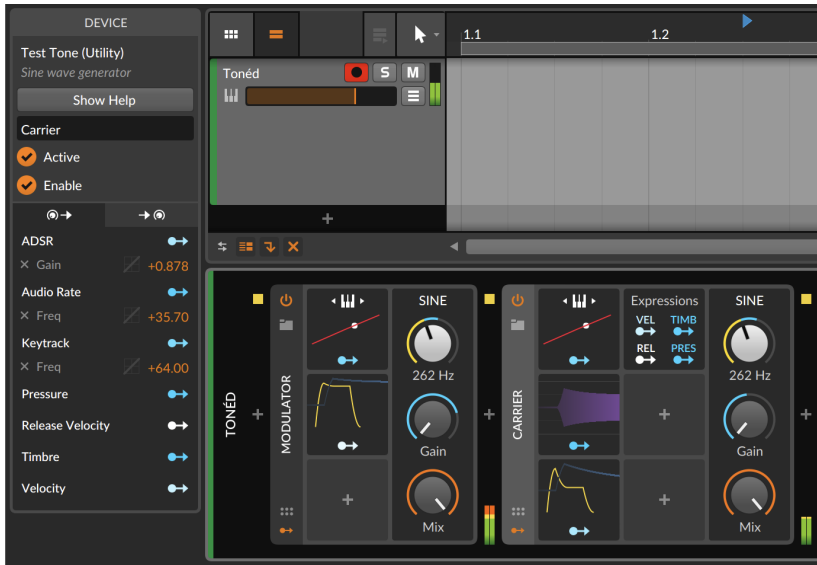 DEVICE
Test Tone (Utility)
Sine wave generator
Show Help
Carrier
Active
Enable
ADSR
× Gain +0.878
Audio Rate
× Freq +35.70
Keytrack
× Freq +64.00
Pressure
Release Velocity
Timbre
Velocity
1.1 1.2
Tonéd S M
+
TONÉD
+
MODULATOR
+
SINE
262 Hz
Gain
Mix
+
CARRIER
Expressions
VEL TIMB
REL PRES
+
+
SINE
262 Hz
Gain
Mix
+